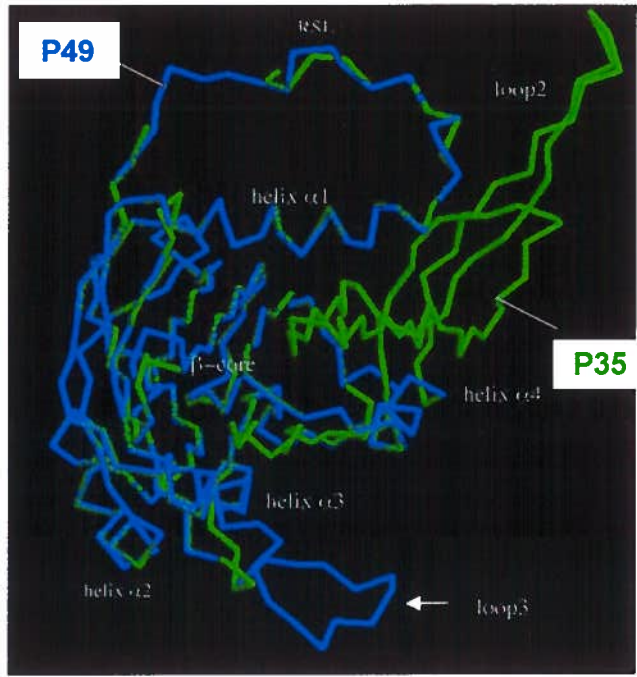 RSL
P49
loop2
helix α1
P35
β-core
helix α4
helix α3
helix α2
loop3